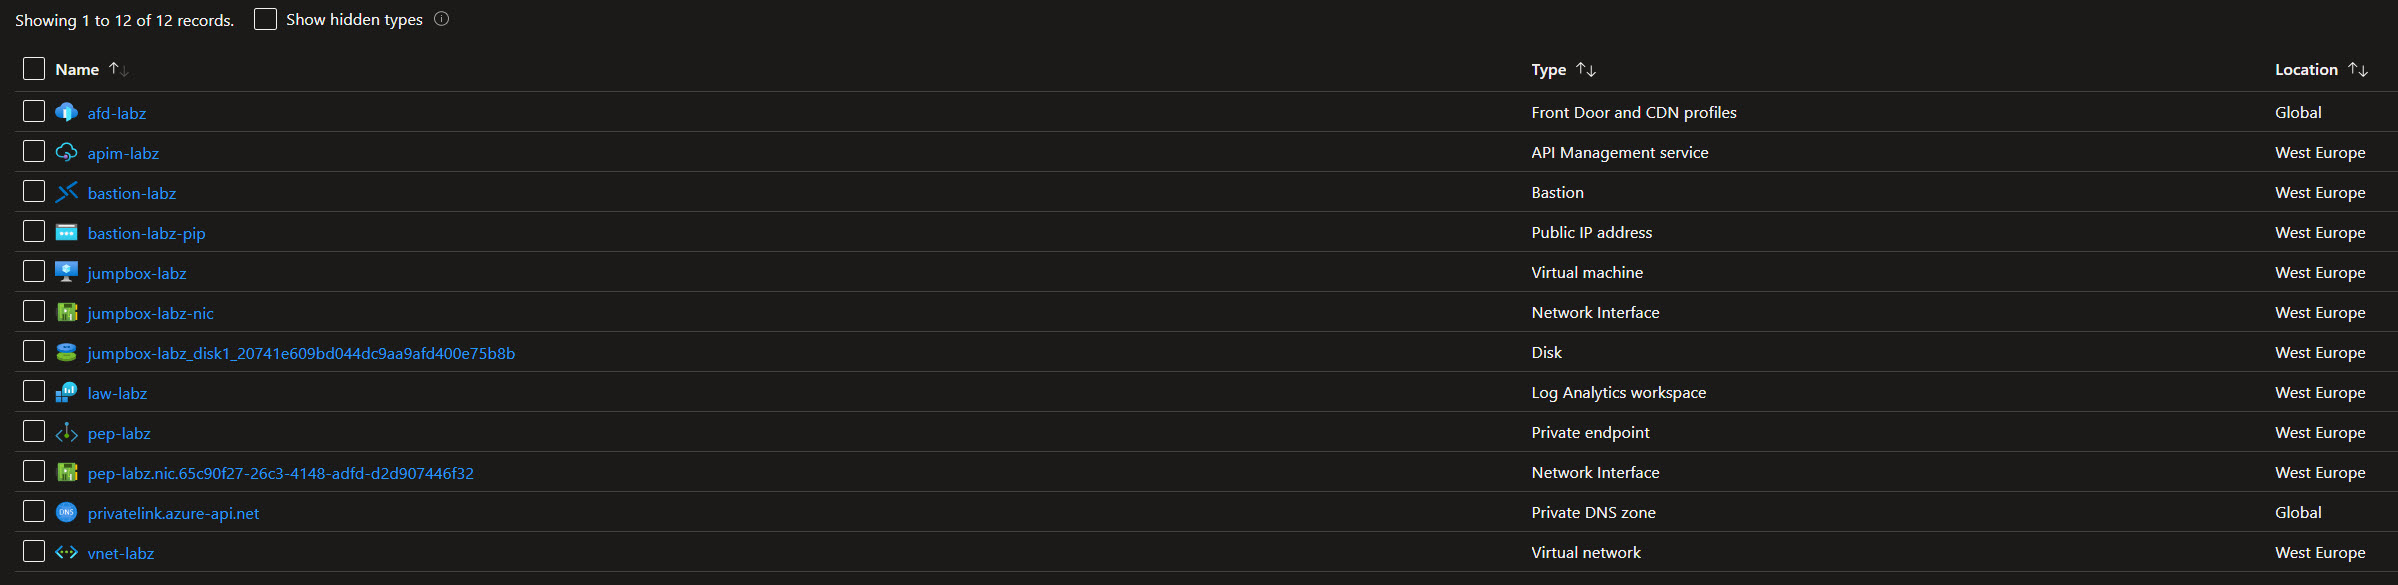 Showing 1 to 12 of 12 records. Show hidden types
Name Type Location
afd-labz Front Door and CDN profiles Global
apim-labz API Management service West Europe
bastion-labz Bastion West Europe
bastion-labz-pip Public IP address West Europe
jumpbox-labz Virtual machine West Europe
jumpbox-labz-nic Network Interface West Europe
jumpbox-labz_disk1_20741e609bd044dc9aa9afd400e75b8b Disk West Europe
law-labz Log Analytics workspace West Europe
pep-labz Private endpoint West Europe
pep-labz.nic.65c90f27-26c3-4148-adfd-d2d907446f32 Network Interface West Europe
privatelink.azure-api.net Private DNS zone Global
vnet-labz Virtual network West Europe